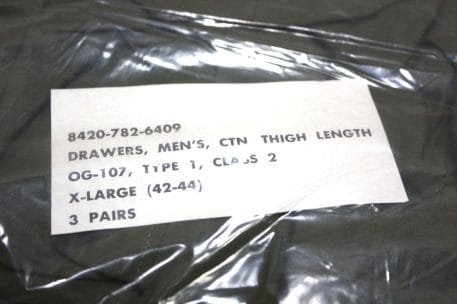 8420-782-6409
DRAWERS, MEN'S, CTN THIGH LENGTH
OG-107, TYPE 1, CLASS 2
X-LARGE (42-44)
3 PAIRS